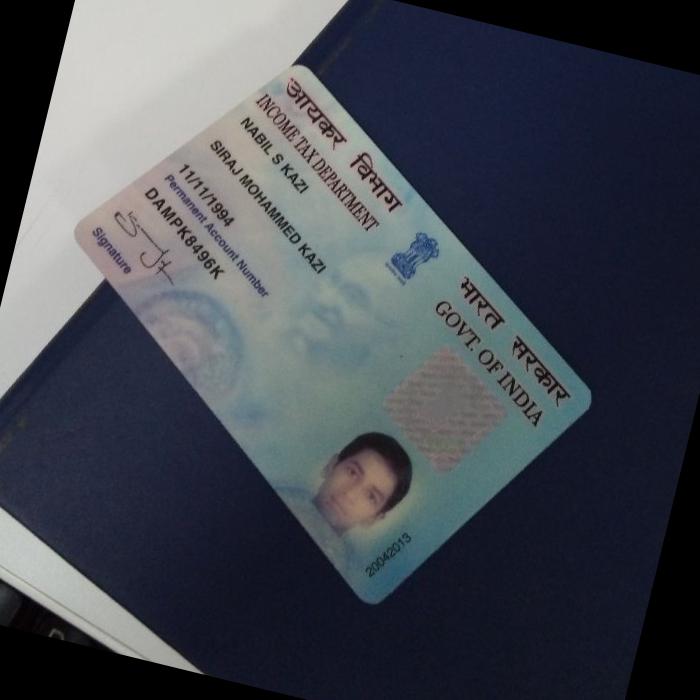 आयकर विभाग
INCOME TAX DEPARTMENT
भारत सरकार
GOVT. OF INDIA
NABIL S KAZI
SIRAJ MOHAMMED KAZI
11/11/1994
Permanent Account Number
DAMPK8496K
Signature
20042013